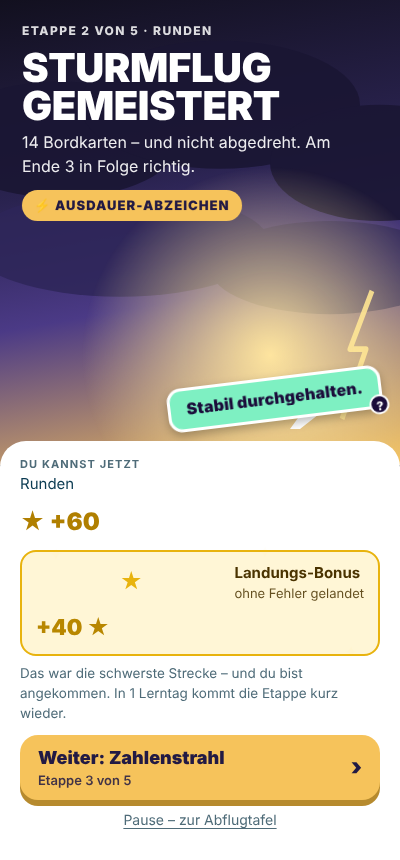 ETAPPE 2 VON 5 · RUNDEN
STURMFLUG
GEMEISTERT
14 Bordkarten – und nicht abgedreht. Am
Ende 3 in Folge richtig.
⚡ AUSDAUER-ABZEICHEN
Stabil durchgehalten.
?
DU KANNST JETZT
Runden
★ +60
★
Landungs-Bonus
ohne Fehler gelandet
+40 ★
Das war die schwerste Strecke – und du bist
angekommen. In 1 Lerntag kommt die Etappe kurz
wieder.
Weiter: Zahlenstrahl
Etappe 3 von 5
›
Pause – zur Abflugtafel